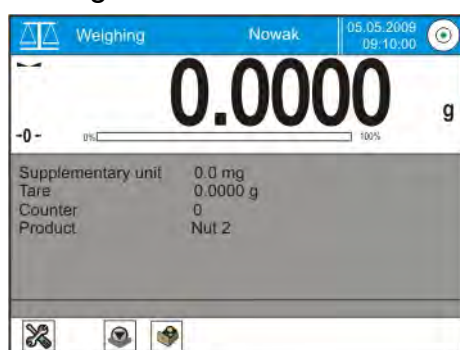 Weighing Nowak 05.05.2009
09:10:00
0.0000 g
-0- 0% 100%
Supplementary unit 0.0 mg
Tare 0.0000 g
Counter 0
Product Nut 2